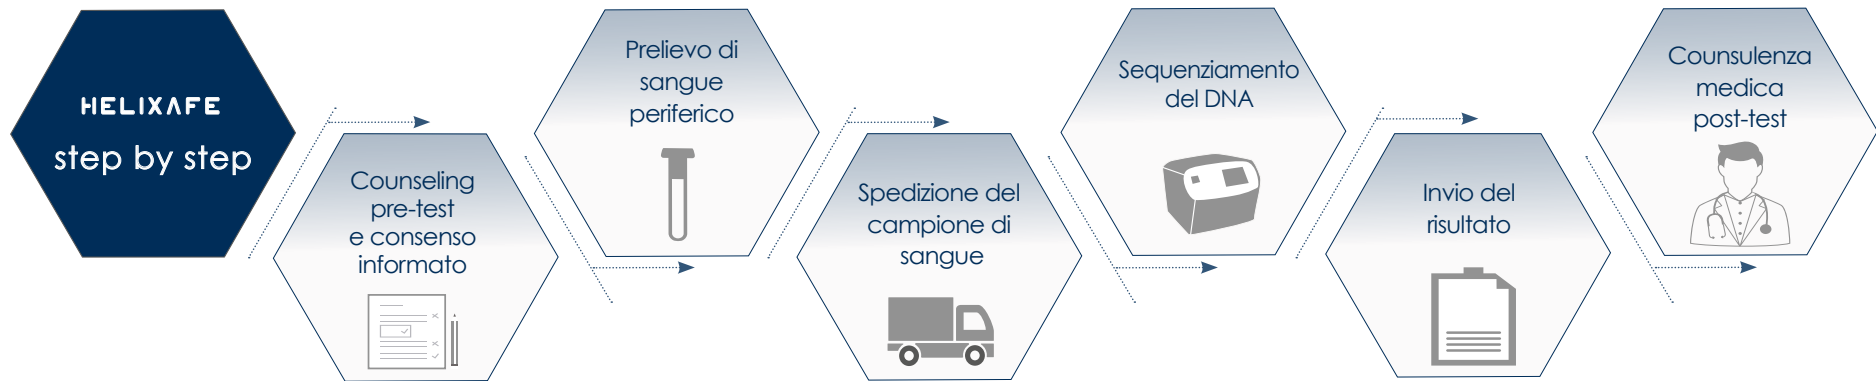 HELIXAFE
step by step
Counseling
pre-test
e consenso
informato
Prelievo di
sangue
periferico
Spedizione del
campione di
sangue
Sequenziamento
del DNA
Invio del
risultato
Counsulenza
medica
post-test